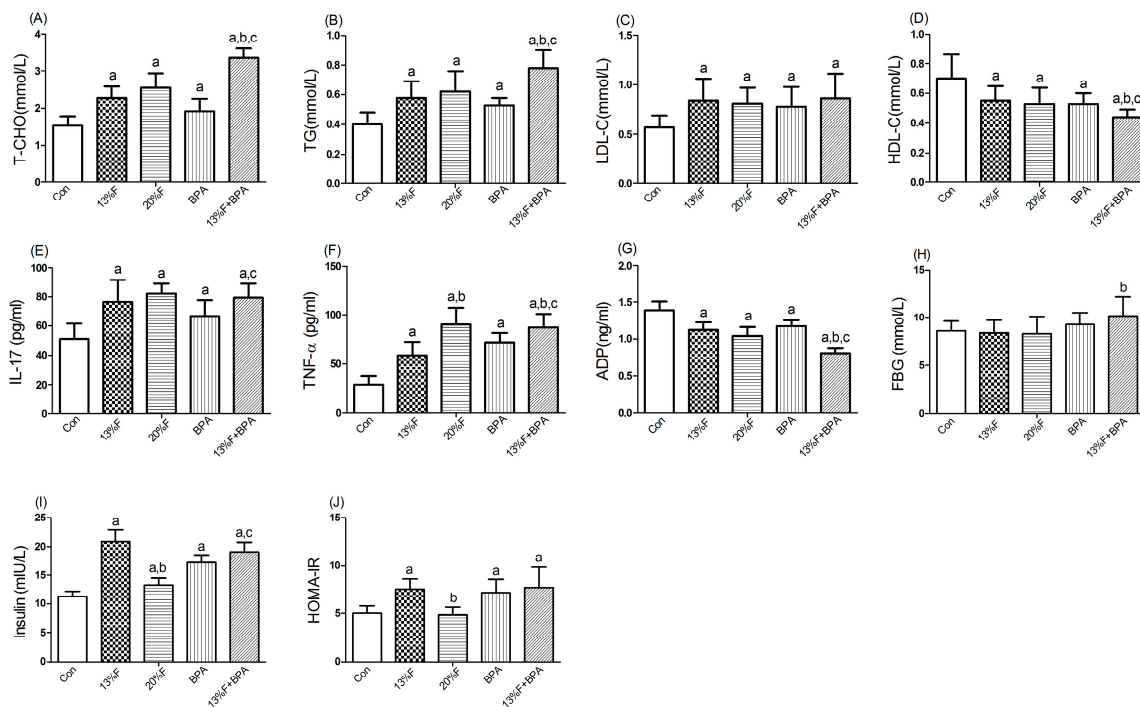 (A)
T-CHO(mmol/L)
4
3
2
1
0
a
a
a
a,b,c
Con
13%F
20%F
BPA
13%F+BPA
(B)
TG(mmol/L)
1.0
0.8
0.6
0.4
0.2
0.0
a
a
a
a,b,c
Con
13%F
20%F
BPA
13%F+BPA
(C)
LDL-C(mmol/L)
1.5
1.0
0.5
0.0
a
a
a
a
Con
13%F
20%F
BPA
13%F+BPA
(D)
HDL-C(mmol/L)
1.0
0.8
0.6
0.4
0.2
0.0
a
a
a
a,b,c
Con
13%F
20%F
BPA
13%F+BPA
(E)
IL-17 (pg/ml)
100
80
60
40
20
0
a
a
a
a,c
Con
13%F
20%F
BPA
13%F+BPA
(F)
TNF-α (pg/ml)
150
100
50
0
a
a,b
a
a,b,c
Con
13%F
20%F
BPA
13%F+BPA
(G)
ADP(ng/ml)
2.0
1.5
1.0
0.5
0.0
a
a
a
a,b,c
Con
13%F
20%F
BPA
13%F+BPA
(H)
FBG (mmol/L)
15
10
5
0
b
Con
13%F
20%F
BPA
13%F+BPA
(I)
Insulin (mIU/L)
25
20
15
10
5
0
a
a,b
a
a,c
Con
13%F
20%F
BPA
13%F+BPA
(J)
HOMA-IR
15
10
5
0
a
b
a
a
Con
13%F
20%F
BPA
13%F+BPA